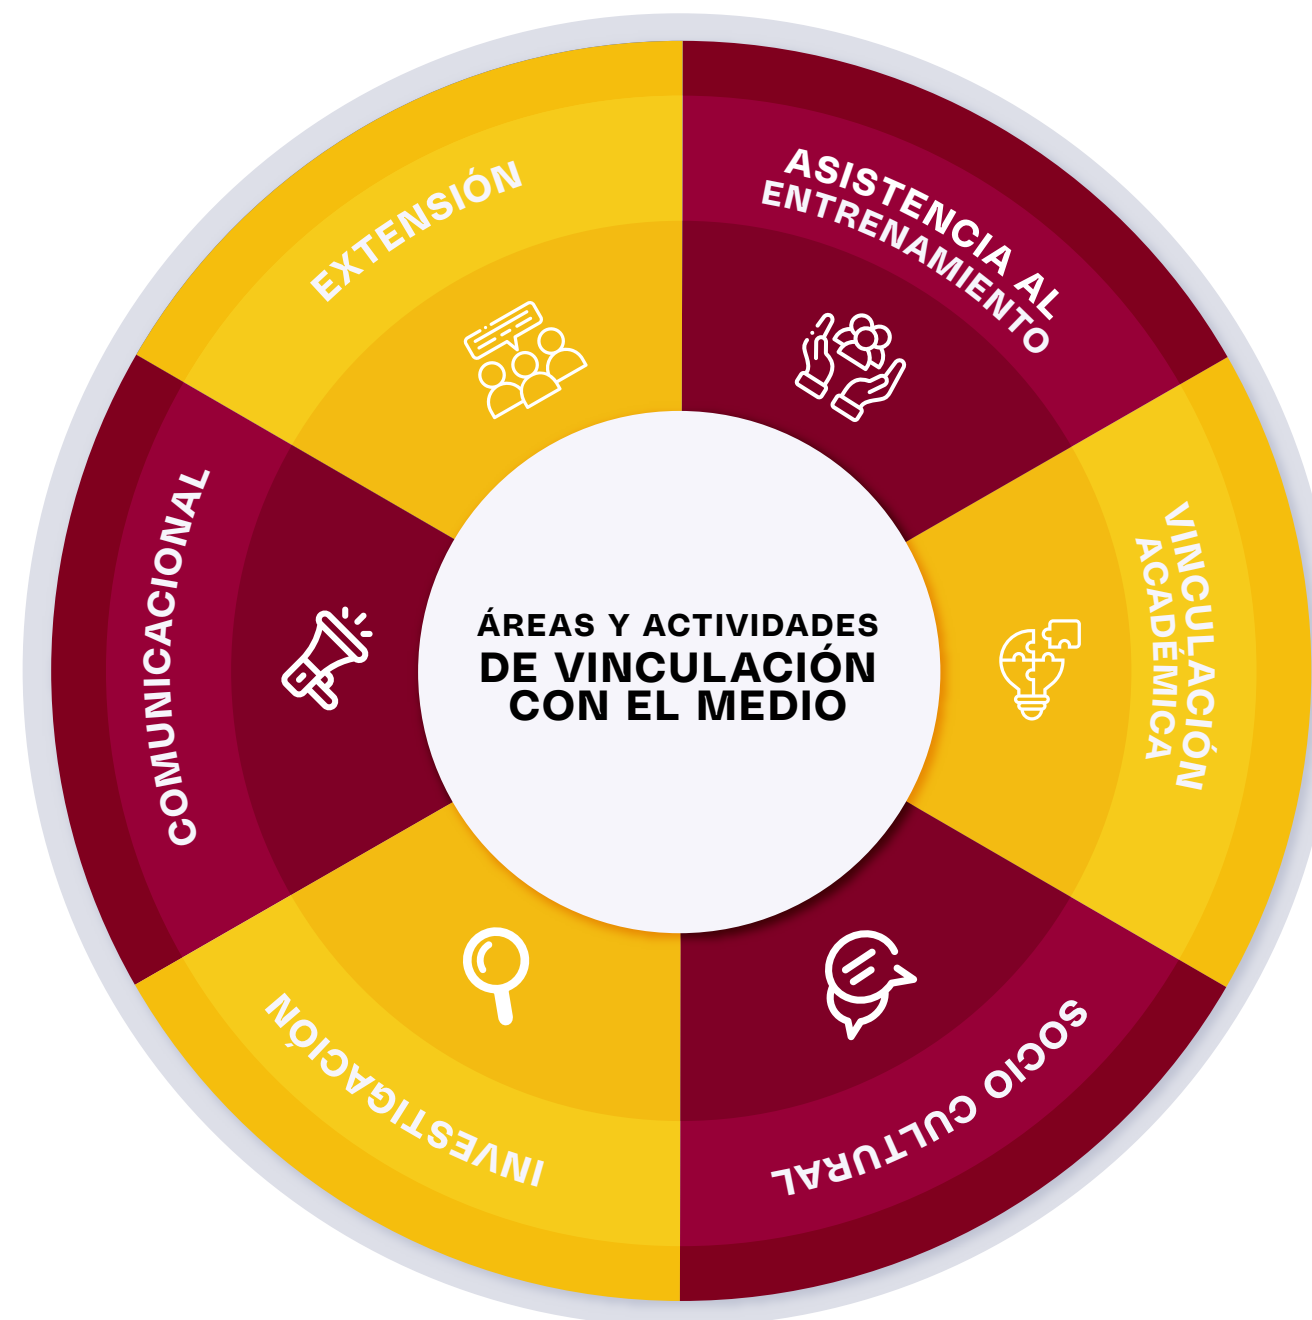 ÁREAS Y ACTIVIDADES
DE VINCULACIÓN
CON EL MEDIO
ASISTENCIA AL
ENTRENAMIENTO
VINCULACIÓN
ACADÉMICA
SOCIO CULTURAL
INVESTIGACIÓN
COMUNICACIONAL
EXTENSIÓN